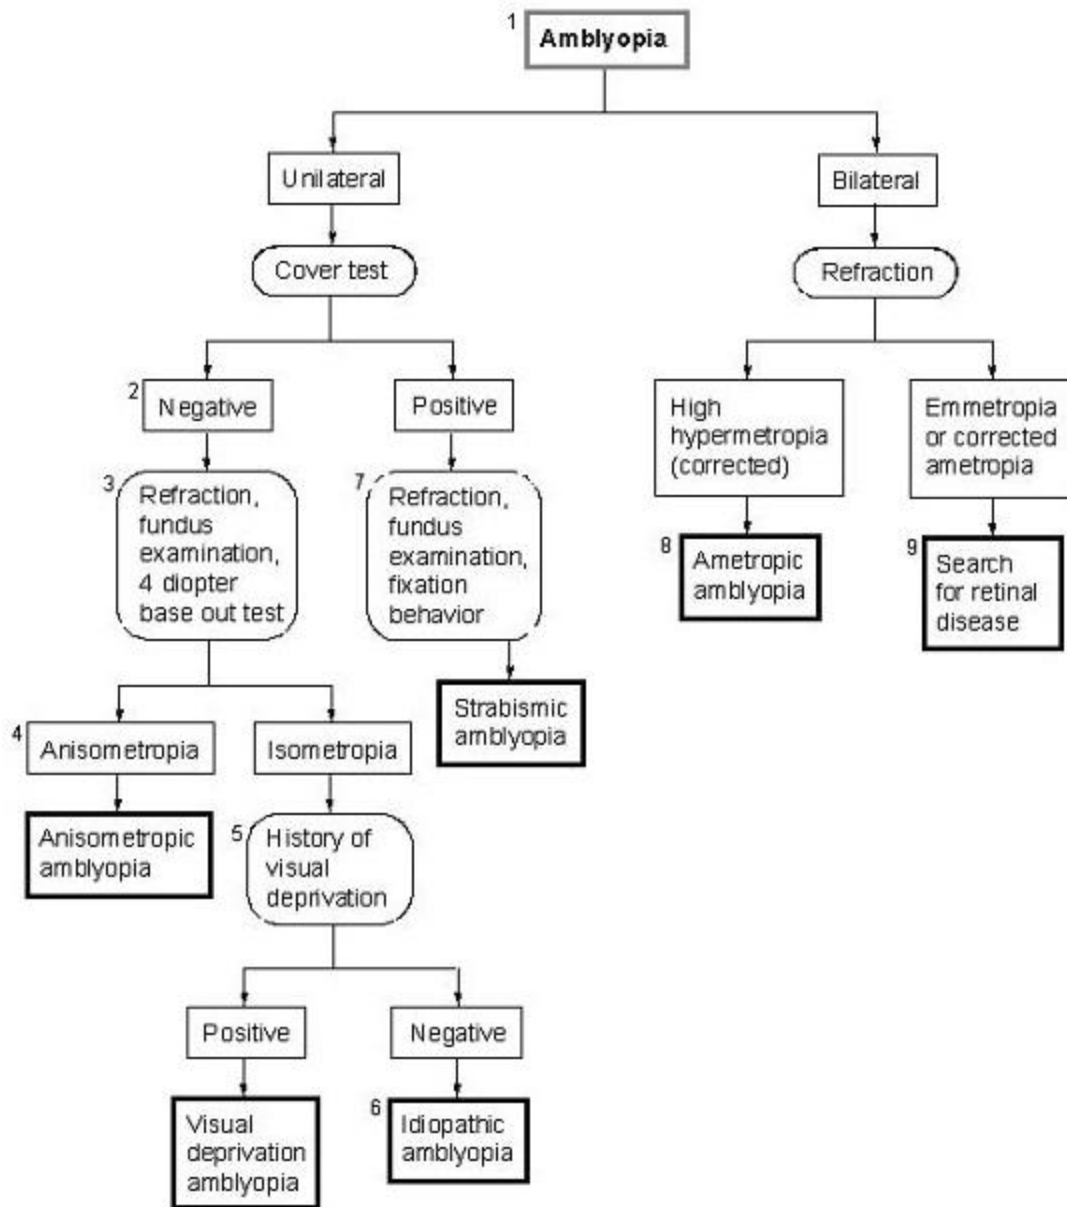 1
Amblyopia
Unilateral
Bilateral
Cover test
Refraction
2
Negative
Positive
High
hypermetropia
(corrected)
Emmetropia
or corrected
ametropia
3
Refraction,
fundus
examination,
4 diopter
base out test
7
Refraction,
fundus
examination,
fixation
behavior
8
Ametropic
amblyopia
9
Search
for retinal
disease
4
Anisometropia
Isometropia
Strabismic
amblyopia
Anisometropic
amblyopia
5
History of
visual
deprivation
Positive
Negative
Visual
deprivation
amblyopia
6
Idiopathic
amblyopia